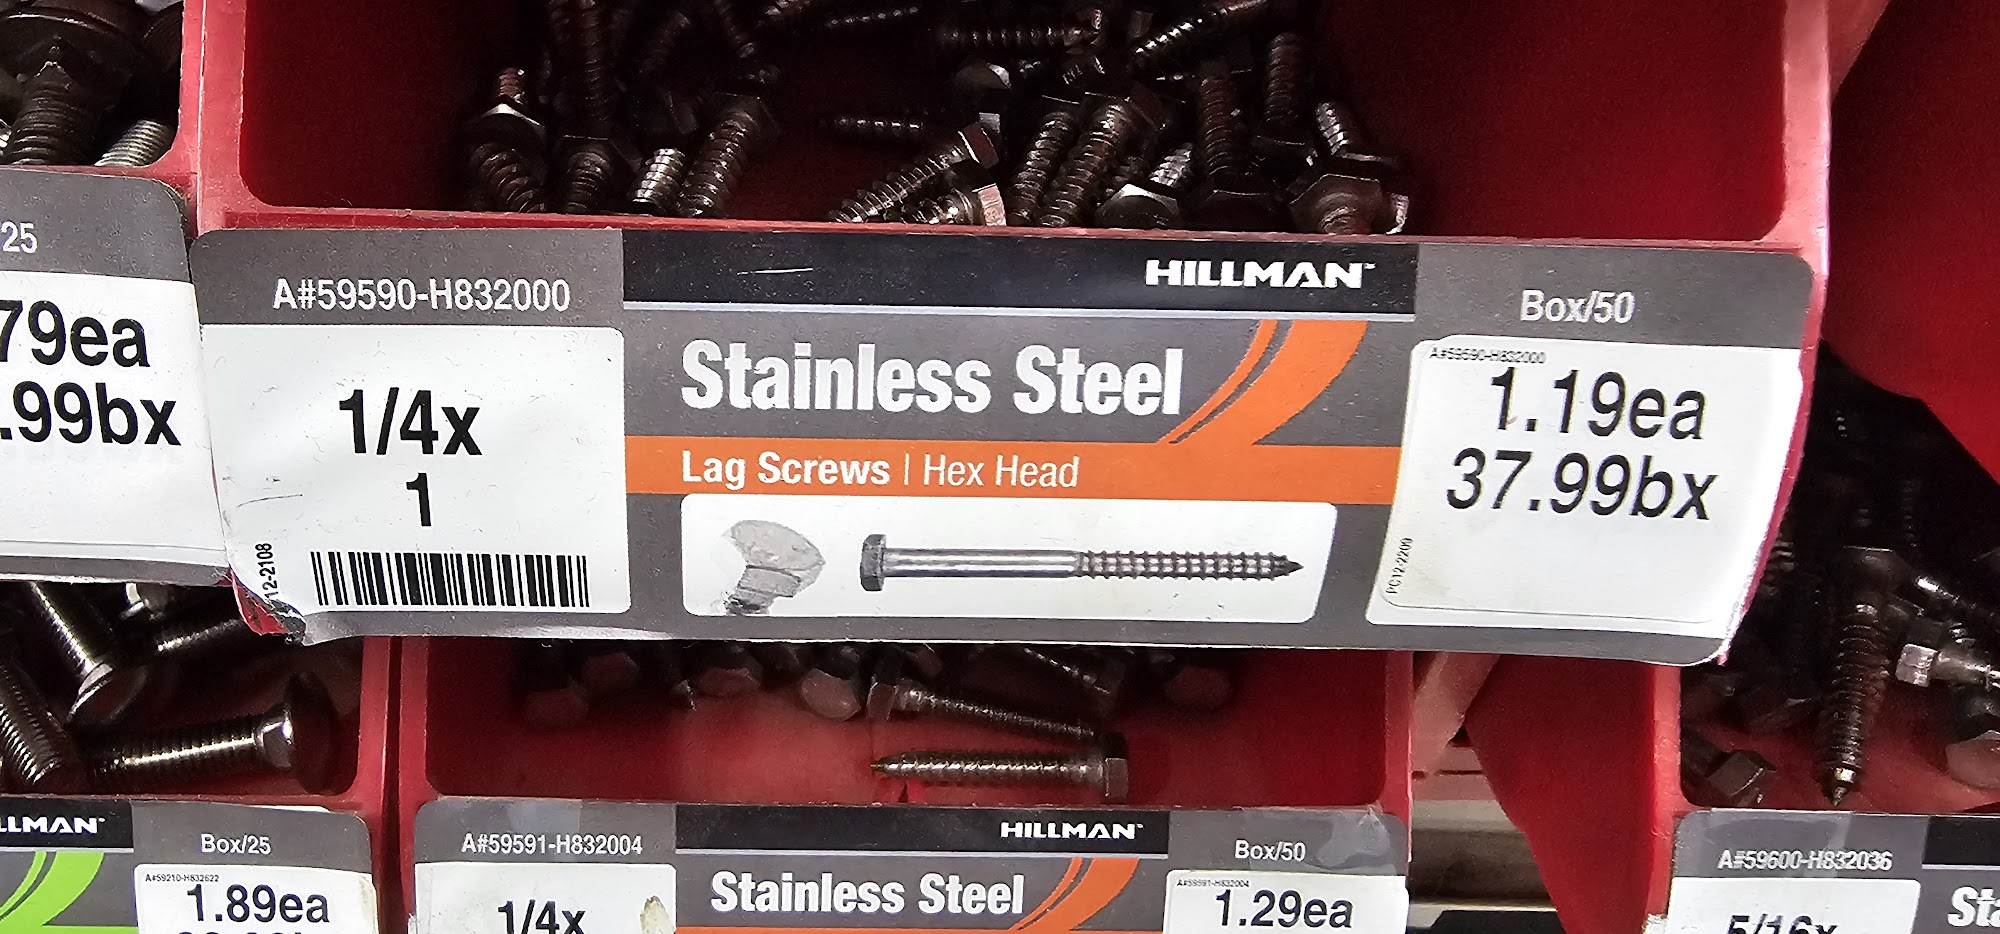 25
79ea
.99bx
A#59590-H832000
1/4x
1
12-2108
HILLMAN
Stainless Steel
Lag Screws | Hex Head
Box/50
A#59590-H832000
1.19ea
37.99bx
PC12-2209
LLMAN
Box/25
A#59210-H832622
1.89ea
A#59591-H832004
1/4x
HILLMAN
Stainless Steel
Box/50
A#59591-H832004
1.29ea
A#59600-H832036
5/16x
Sta